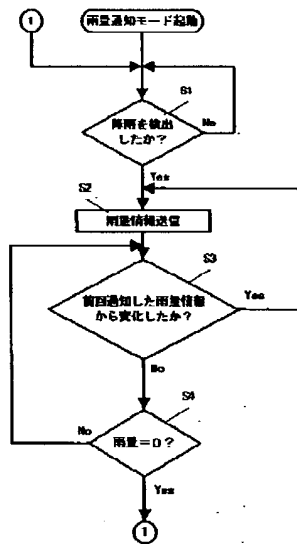 ①
雨量通知モード起動
S1
降雨を検出
したか？
No
Yes
S2
雨量情報送信
S3
前回通知した雨量情報
から変化したか？
Yes
No
S4
雨量＝０？
No
Yes
①